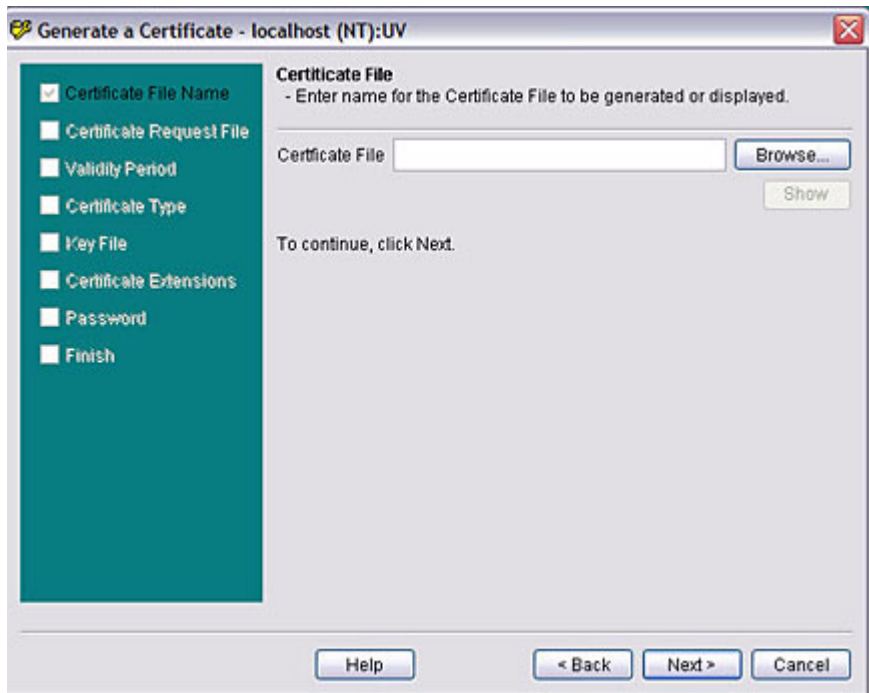 Generate a Certificate - localhost (NT):UV
Certificate File Name
Certificate Request File
Validity Period
Certificate Type
Key File
Certificate Extensions
Password
Finish
Certiticate File
- Enter name for the Certificate File to be generated or displayed.
Certficate File
Browse...
Show
To continue, click Next.
Help
< Back
Next >
Cancel